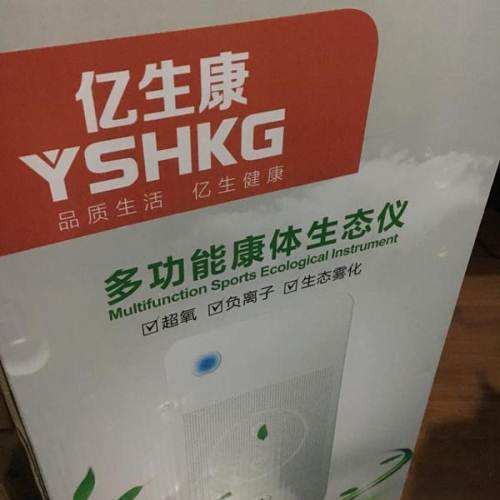 亿生康
YSHKG
品质生活 亿生健康
多功能康体生态仪
Multifunction Sports Ecological Instrument
超氧 负离子 生态雾化